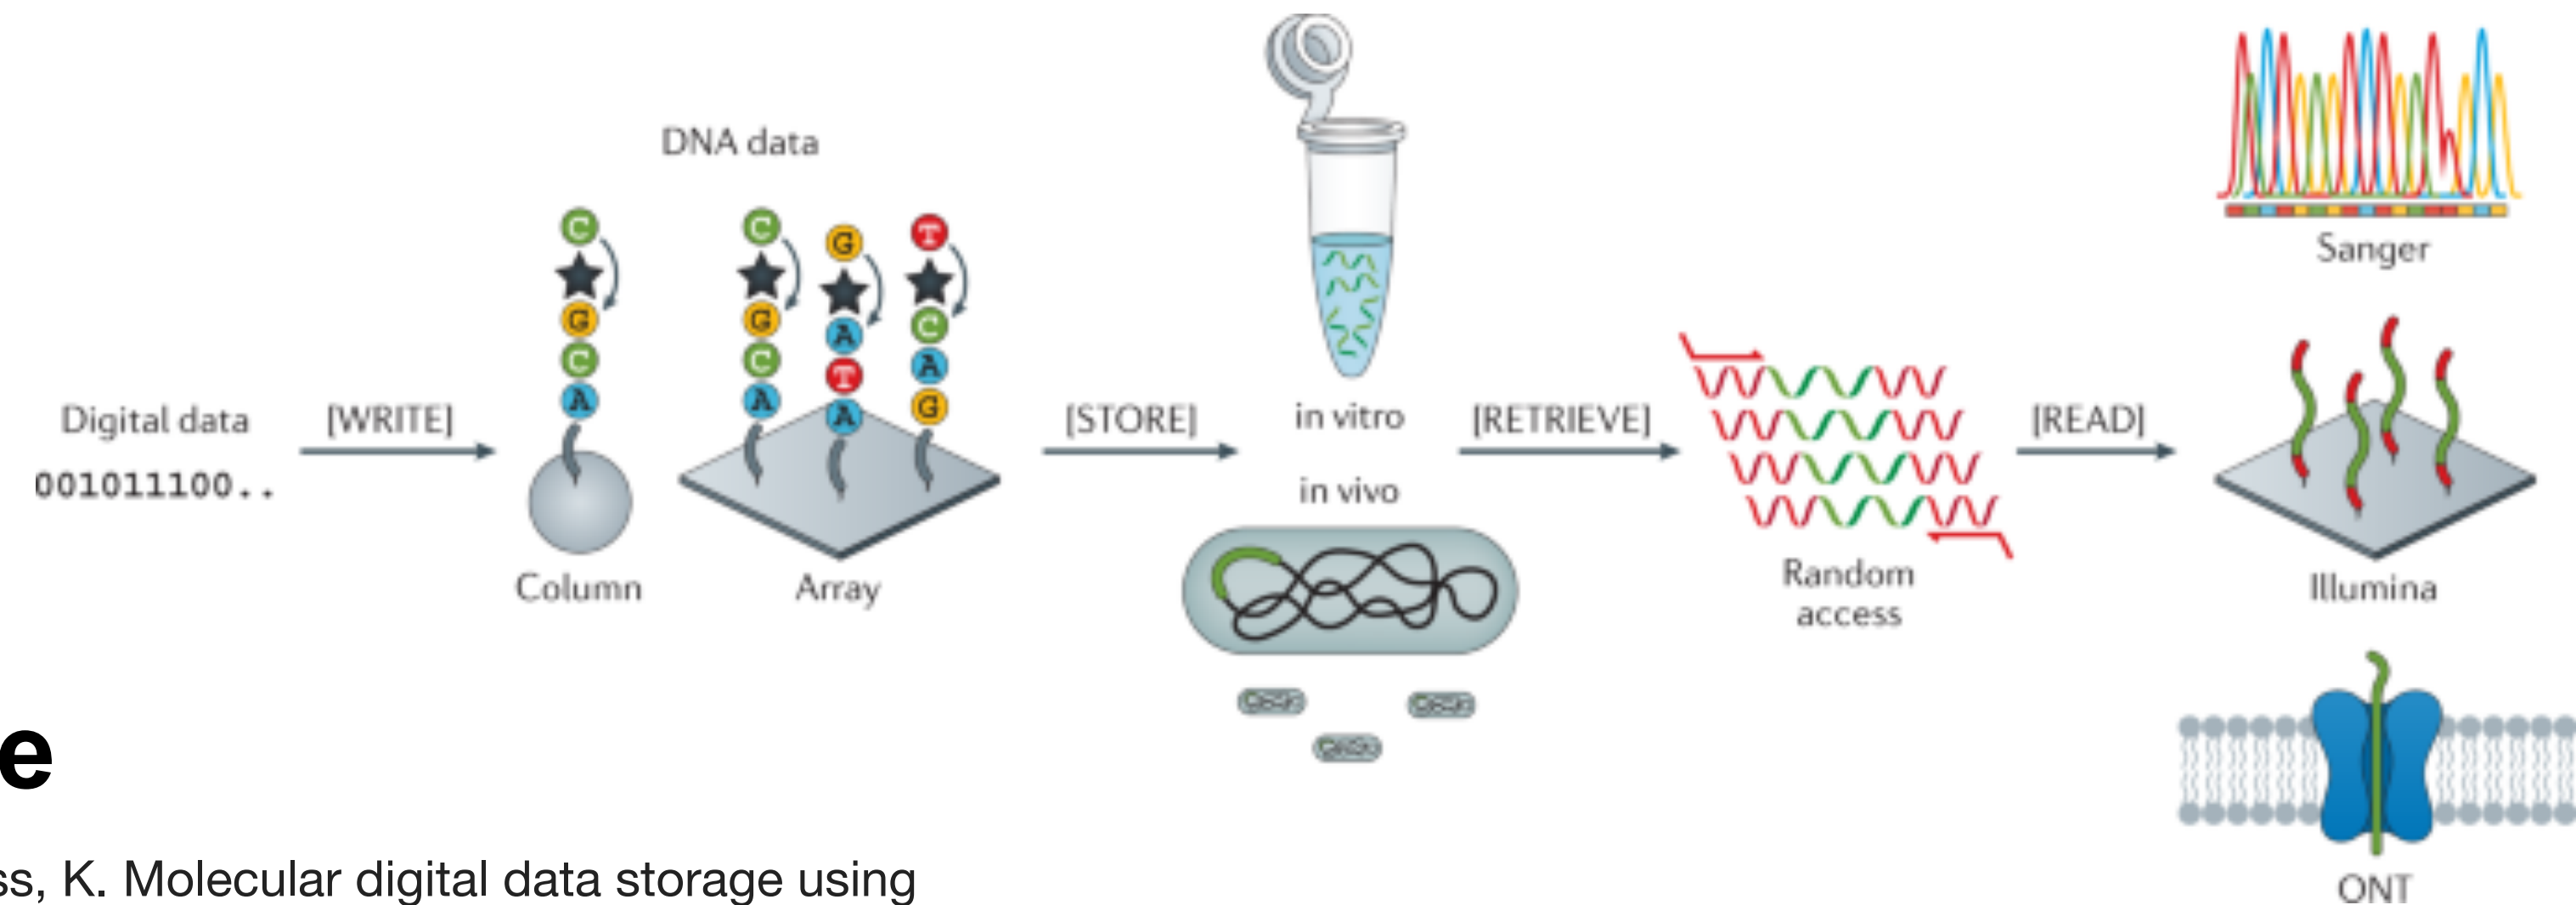 DNA data
C
G
C
A
C
G
C
A
G
A
T
A
T
C
A
G
Digital data
001011100..
[WRITE]
Column
Array
[STORE]
in vitro
in vivo
[RETRIEVE]
Random
access
[READ]
Sanger
Illumina
ONT
e
ss, K. Molecular digital data storage using